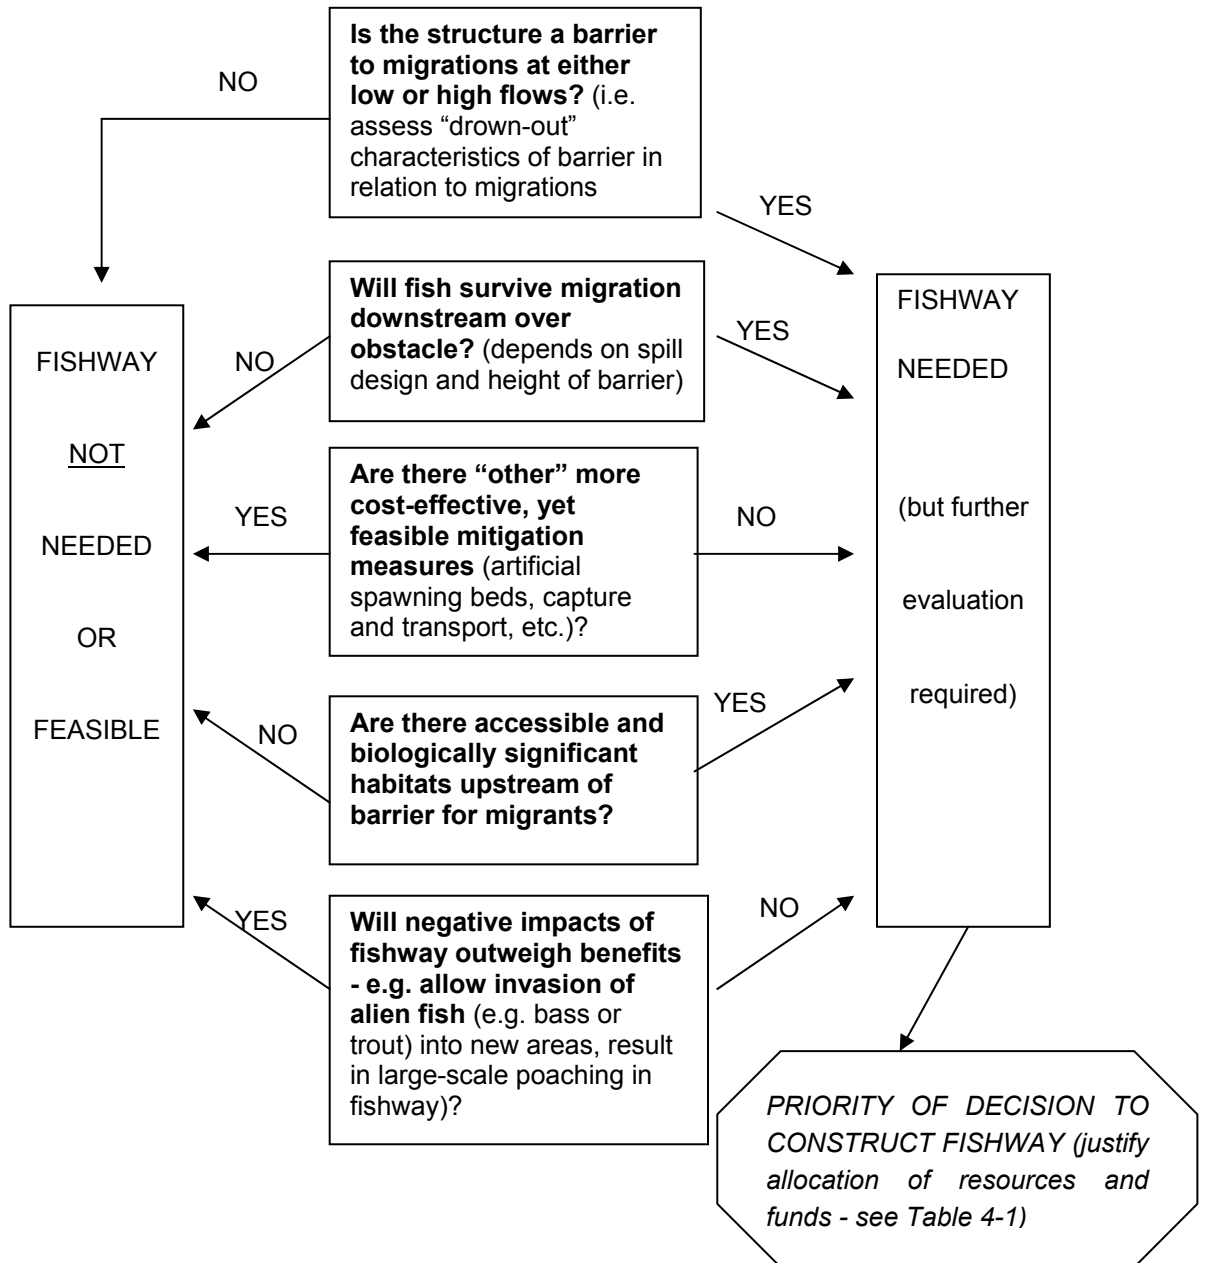 Is the structure a barrier
to migrations at either
low or high flows? (i.e.
assess “drown-out”
characteristics of barrier in
relation to migrations
NO
YES
Will fish survive migration
downstream over
obstacle? (depends on spill
design and height of barrier)
NO
YES
Are there “other” more
cost-effective, yet
feasible mitigation
measures (artificial
spawning beds, capture
and transport, etc.)?
YES
NO
Are there accessible and
biologically significant
habitats upstream of
barrier for migrants?
NO
YES
Will negative impacts of
fishway outweigh benefits
- e.g. allow invasion of
alien fish (e.g. bass or
trout) into new areas, result
in large-scale poaching in
fishway)?
YES
NO
FISHWAY
NOT
NEEDED
OR
FEASIBLE
FISHWAY
NEEDED
(but further
evaluation
required)
PRIORITY OF DECISION TO
CONSTRUCT FISHWAY (justify
allocation of resources and
funds - see Table 4-1)